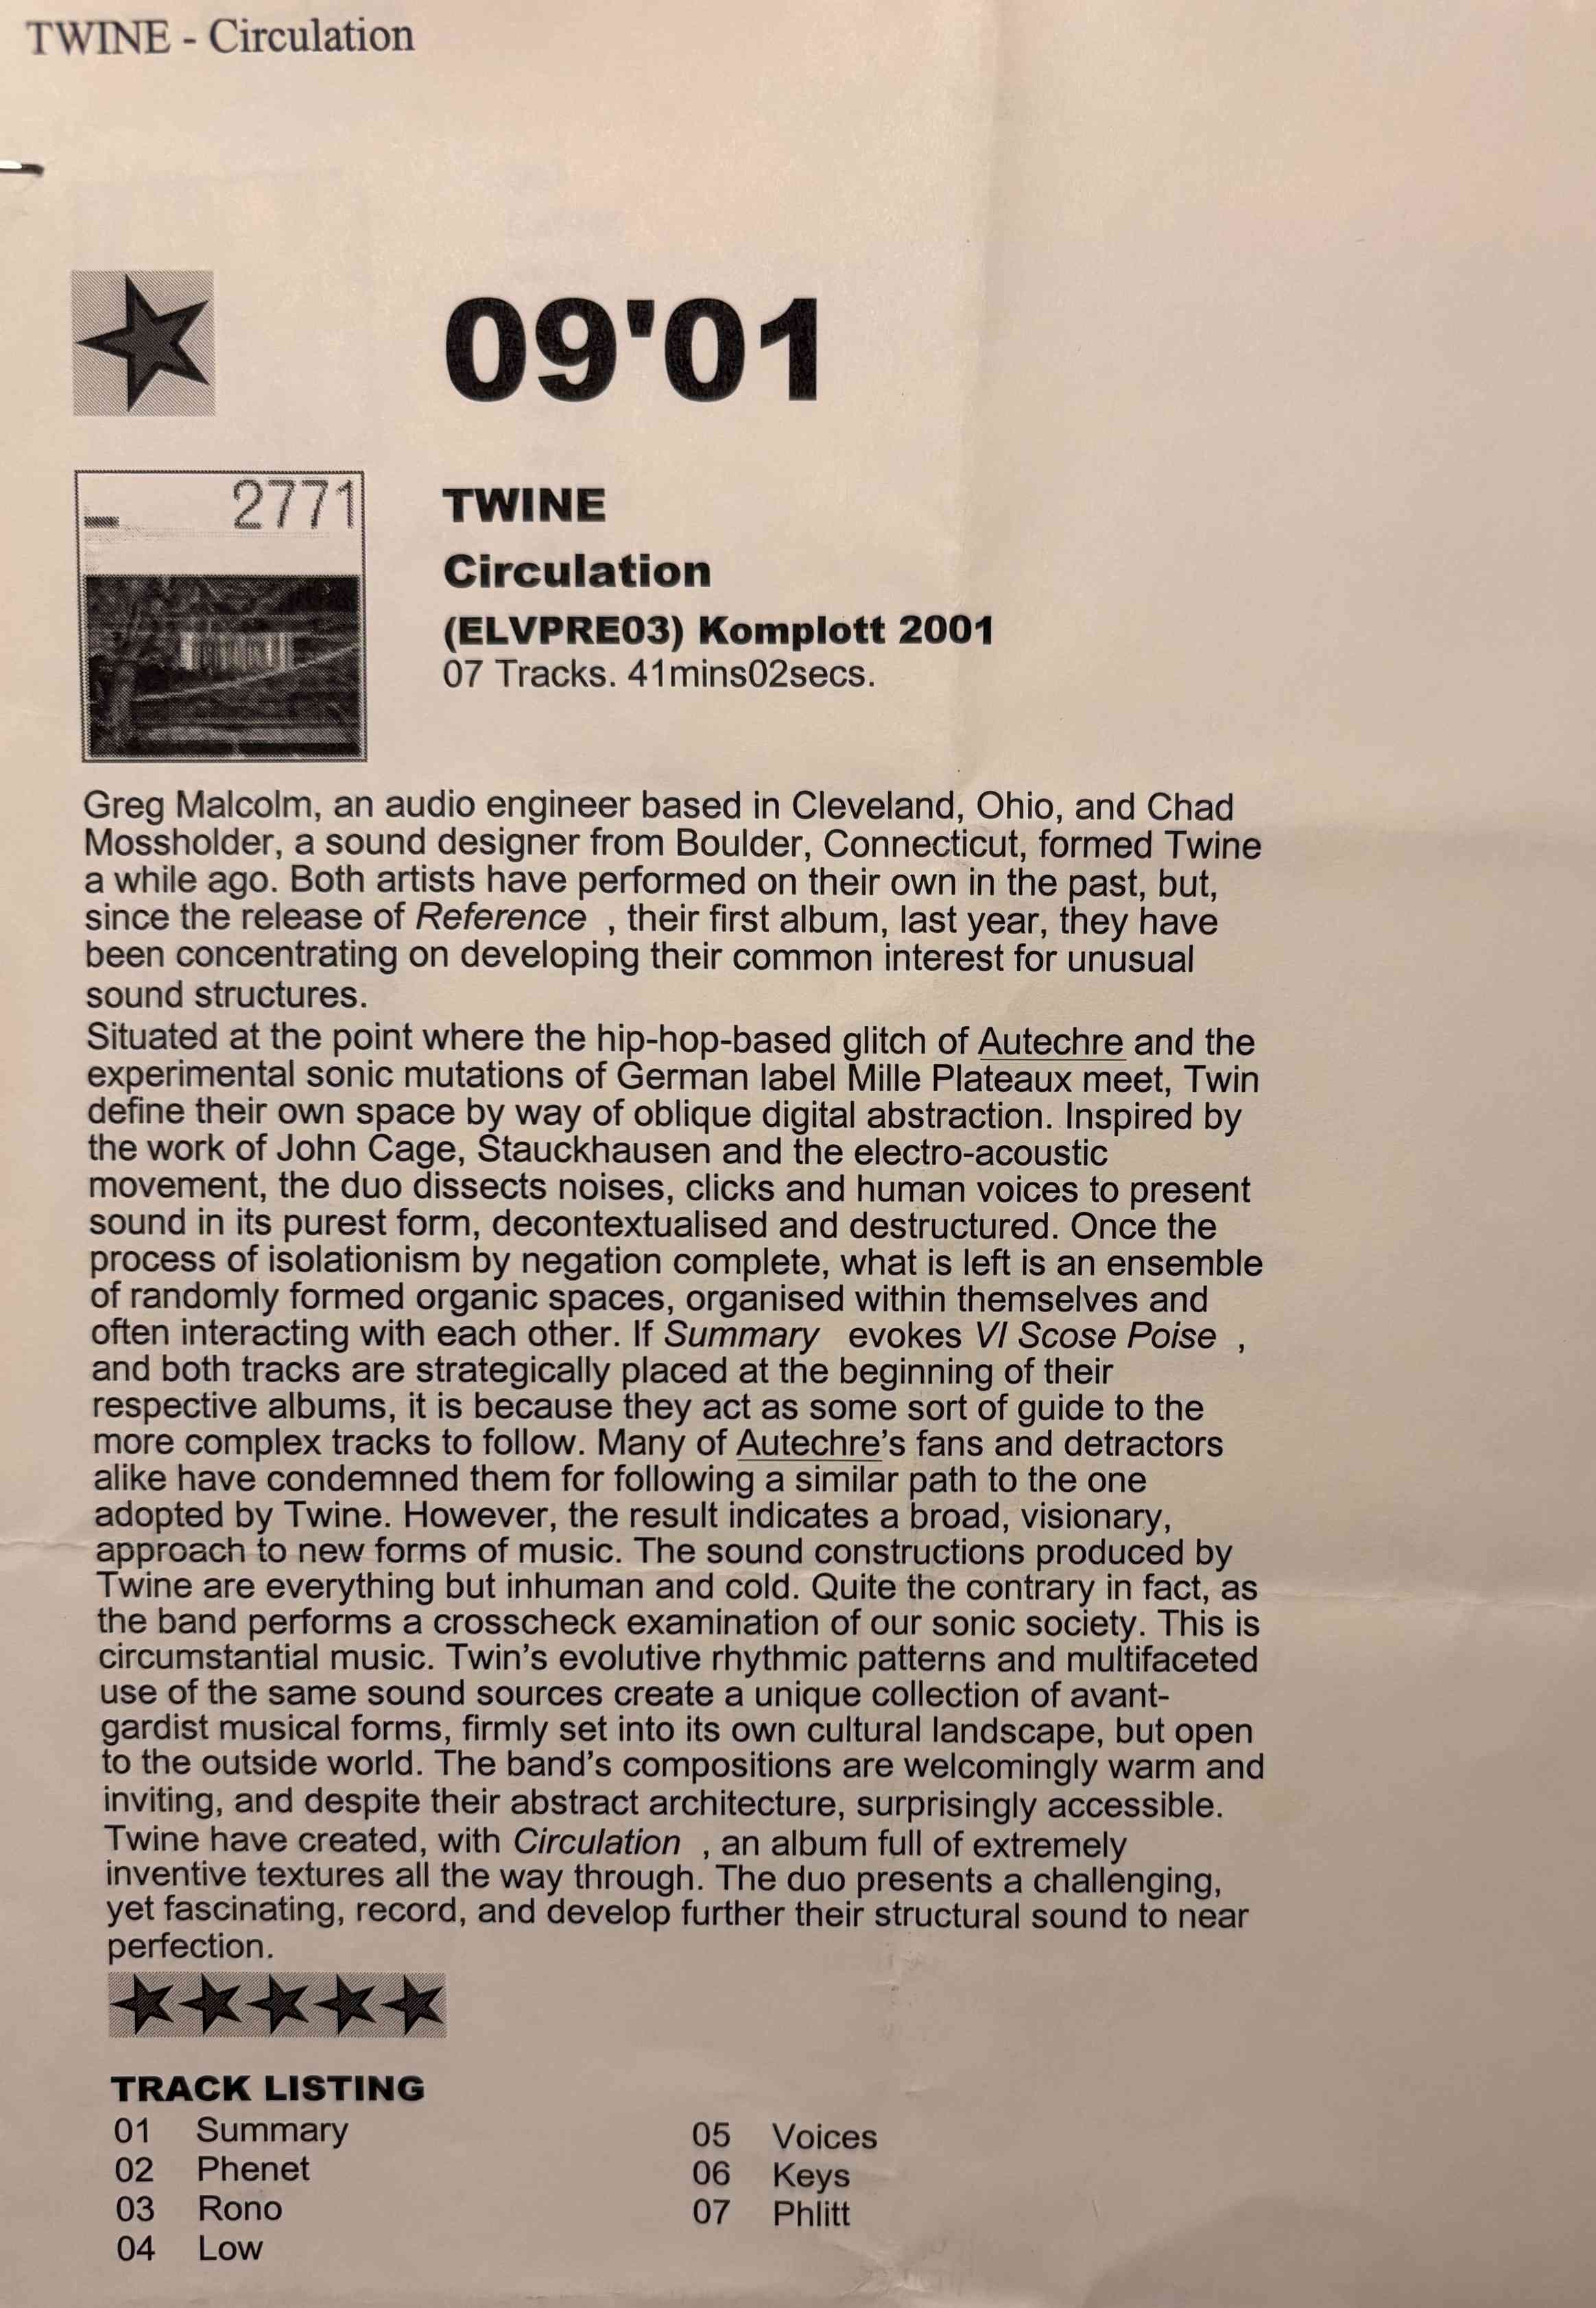 TWINE - Circulation
09'01
2771
TWINE
Circulation
(ELVPRE03) Komplott 2001
07 Tracks. 41mins02secs.
Greg Malcolm, an audio engineer based in Cleveland, Ohio, and Chad
Mossholder, a sound designer from Boulder, Connecticut, formed Twine
a while ago. Both artists have performed on their own in the past, but,
since the release of Reference , their first album, last year, they have
been concentrating on developing their common interest for unusual
sound structures.
Situated at the point where the hip-hop-based glitch of Autechre and the
experimental sonic mutations of German label Mille Plateaux meet, Twin
define their own space by way of oblique digital abstraction. Inspired by
the work of John Cage, Stauckhausen and the electro-acoustic
movement, the duo dissects noises, clicks and human voices to present
sound in its purest form, decontextualised and destructured. Once the
process of isolationism by negation complete, what is left is an ensemble
of randomly formed organic spaces, organised within themselves and
often interacting with each other. If Summary evokes VI Scose Poise ,
and both tracks are strategically placed at the beginning of their
respective albums, it is because they act as some sort of guide to the
more complex tracks to follow. Many of Autechre's fans and detractors
alike have condemned them for following a similar path to the one
adopted by Twine. However, the result indicates a broad, visionary,
approach to new forms of music. The sound constructions produced by
Twine are everything but inhuman and cold. Quite the contrary in fact, as
the band performs a crosscheck examination of our sonic society. This is
circumstantial music. Twin's evolutive rhythmic patterns and multifaceted
use of the same sound sources create a unique collection of avant-
gardist musical forms, firmly set into its own cultural landscape, but open
to the outside world. The band's compositions are welcomingly warm and
inviting, and despite their abstract architecture, surprisingly accessible.
Twine have created, with Circulation , an album full of extremely
inventive textures all the way through. The duo presents a challenging,
yet fascinating, record, and develop further their structural sound to near
perfection.
TRACK LISTING
01 Summary
02 Phenet
03 Rono
04 Low
05 Voices
06 Keys
07 Phlitt